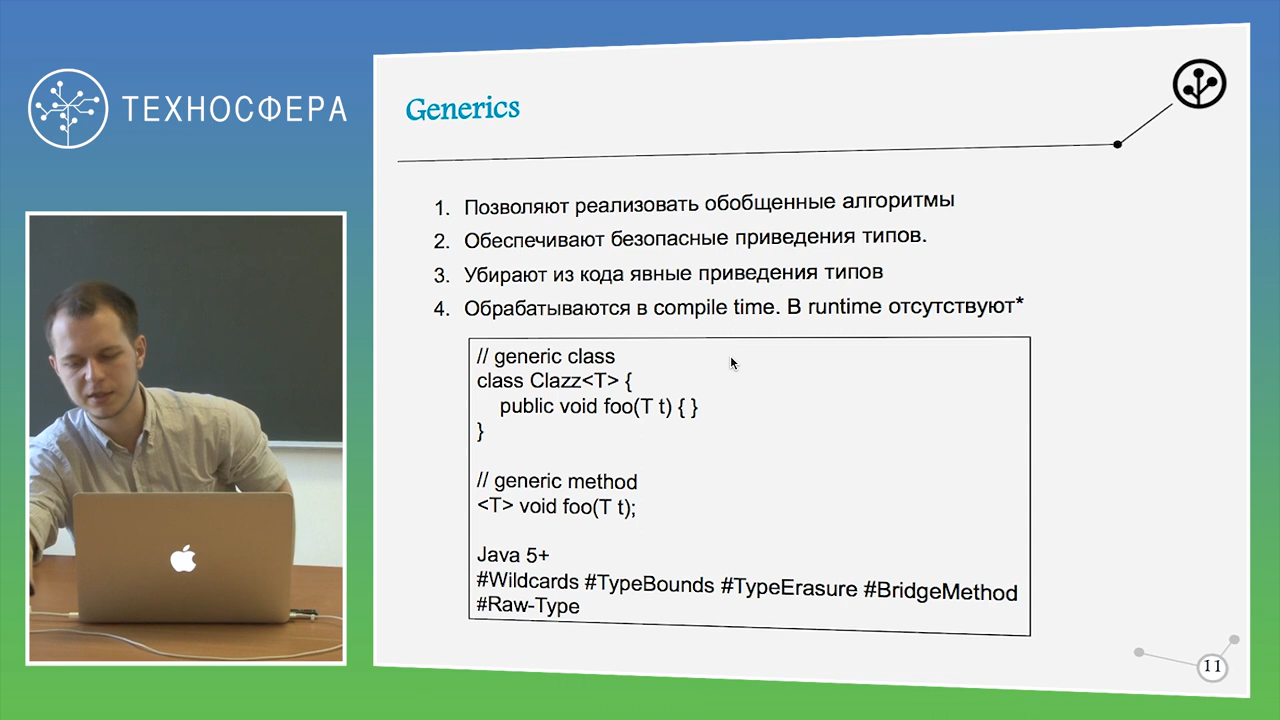 ТЕХНОСФЕРА
Generics
1. Позволяют реализовать обобщенные алгоритмы
2. Обеспечивают безопасные приведения типов.
3. Убирают из кода явные приведения типов
4. Обрабатываются в compile time. В runtime отсутствуют*
// generic class
class Clazz<T> {
public void foo(T t) { }
}
// generic method
<T> void foo(T t);
Java 5+
#Wildcards #TypeBounds #TypeErasure #BridgeMethod
#Raw-Type
11